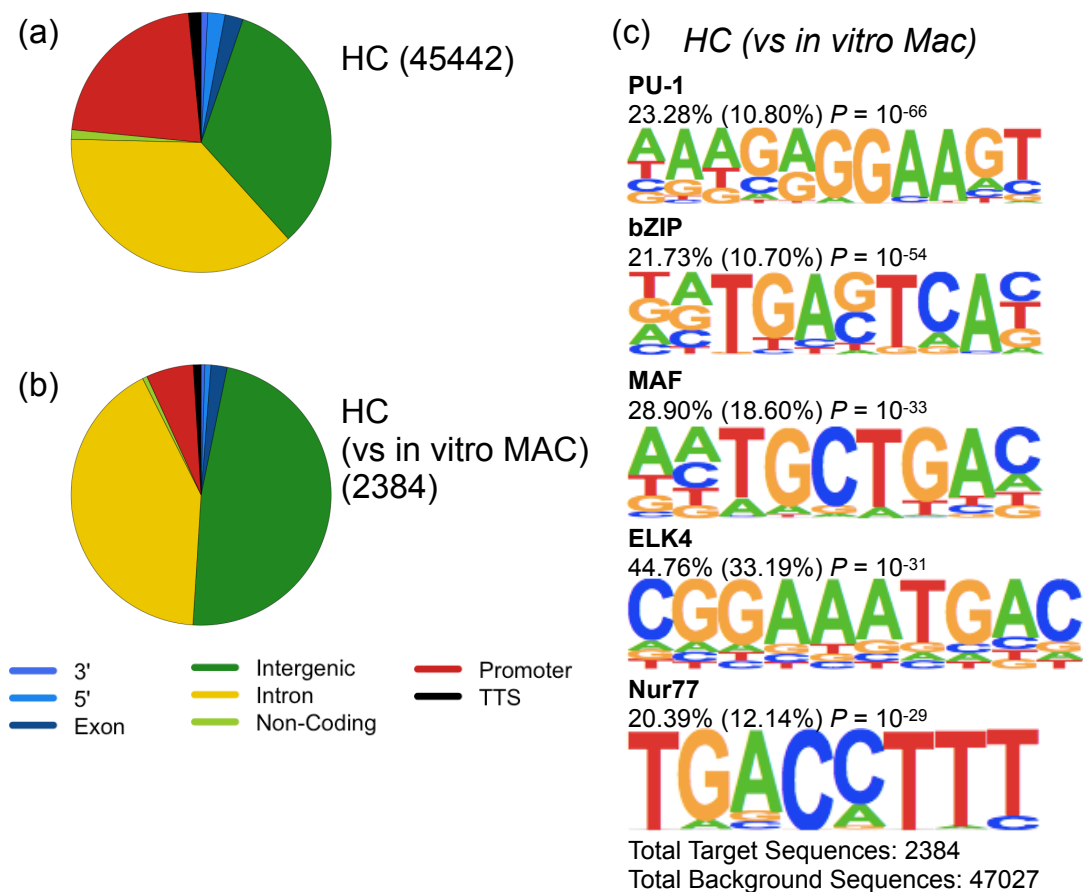 (a)
HC (45442)
(b)
HC
(vs in vitro MAC)
(2384)
3'
5'
Exon
Intergenic
Intron
Non-Coding
Promoter
TTS
(c)
HC (vs in vitro Mac)
PU-1
23.28% (10.80%) P = 10-66
AAAGAGGAAGT
bZIP
21.73% (10.70%) P = 10-54
TATGAGTCAC
MAF
28.90% (18.60%) P = 10-33
AATGCTGAC
ELK4
44.76% (33.19%) P = 10-31
CGGAAATGAC
Nur77
20.39% (12.14%) P = 10-29
TGACCTTT
Total Target Sequences: 2384
Total Background Sequences: 47027